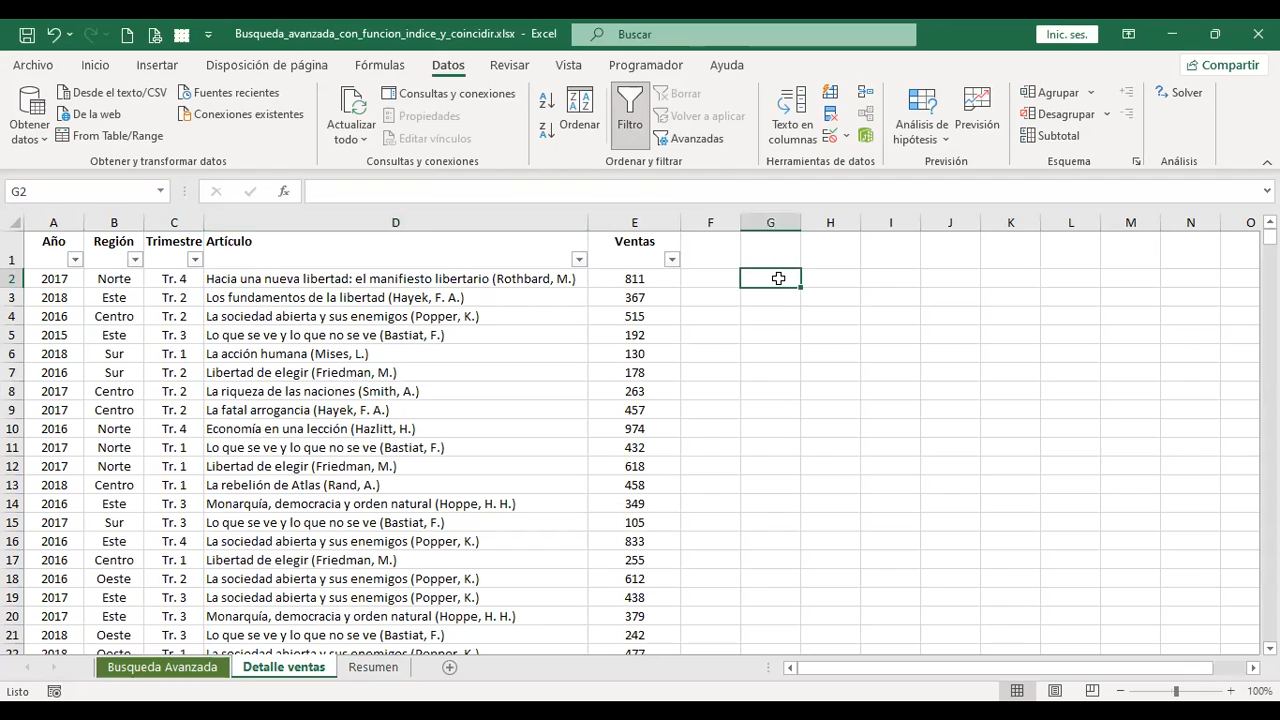 Busqueda_avanzada_con_funcion_indice_y_coincidir.xlsx - Excel
Buscar
Inic. ses.
Archivo Inicio Insertar Disposición de página Fórmulas Datos Revisar Vista Programador Ayuda Compartir
Obtener datos
Desde el texto/CSV
De la web
From Table/Range
Fuentes recientes
Conexiones existentes
Obtener y transformar datos
Actualizar todo
Consultas y conexiones
Propiedades
Editar vínculos
Consultas y conexiones
Ordenar
Filtro
Borrar
Volver a aplicar
Avanzadas
Ordenar y filtrar
Texto en columnas
Herramientas de datos
Análisis de hipótesis
Previsión
Previsión
Agrupar
Desagrupar
Subtotal
Esquema
Solver
Análisis
G2
A B C D E F G H I J K L M N O
1 Año Región Trimestre Artículo Ventas
2 2017 Norte Tr. 4 Hacia una nueva libertad: el manifiesto libertario (Rothbard, M.) 811
3 2018 Este Tr. 2 Los fundamentos de la libertad (Hayek, F. A.) 367
4 2016 Centro Tr. 2 La sociedad abierta y sus enemigos (Popper, K.) 515
5 2015 Este Tr. 3 Lo que se ve y lo que no se ve (Bastiat, F.) 192
6 2018 Sur Tr. 1 La acción humana (Mises, L.) 130
7 2016 Sur Tr. 2 Libertad de elegir (Friedman, M.) 178
8 2017 Centro Tr. 2 La riqueza de las naciones (Smith, A.) 263
9 2017 Centro Tr. 2 La fatal arrogancia (Hayek, F. A.) 457
10 2016 Norte Tr. 4 Economía en una lección (Hazlitt, H.) 974
11 2017 Norte Tr. 1 Lo que se ve y lo que no se ve (Bastiat, F.) 432
12 2017 Norte Tr. 1 Libertad de elegir (Friedman, M.) 618
13 2018 Centro Tr. 1 La rebelión de Atlas (Rand, A.) 458
14 2016 Este Tr. 3 Monarquía, democracia y orden natural (Hoppe, H. H.) 349
15 2017 Sur Tr. 3 Lo que se ve y lo que no se ve (Bastiat, F.) 105
16 2016 Este Tr. 4 La sociedad abierta y sus enemigos (Popper, K.) 833
17 2016 Centro Tr. 1 Libertad de elegir (Friedman, M.) 255
18 2016 Oeste Tr. 2 La sociedad abierta y sus enemigos (Popper, K.) 612
19 2017 Este Tr. 3 La sociedad abierta y sus enemigos (Popper, K.) 438
20 2017 Este Tr. 3 Monarquía, democracia y orden natural (Hoppe, H. H.) 379
21 2018 Oeste Tr. 3 Lo que se ve y lo que no se ve (Bastiat, F.) 242
22 2018 Oeste Tr. 1 La sociedad abierta y sus enemigos (Popper, K.) 477
Busqueda Avanzada Detalle ventas Resumen
Listo 100%